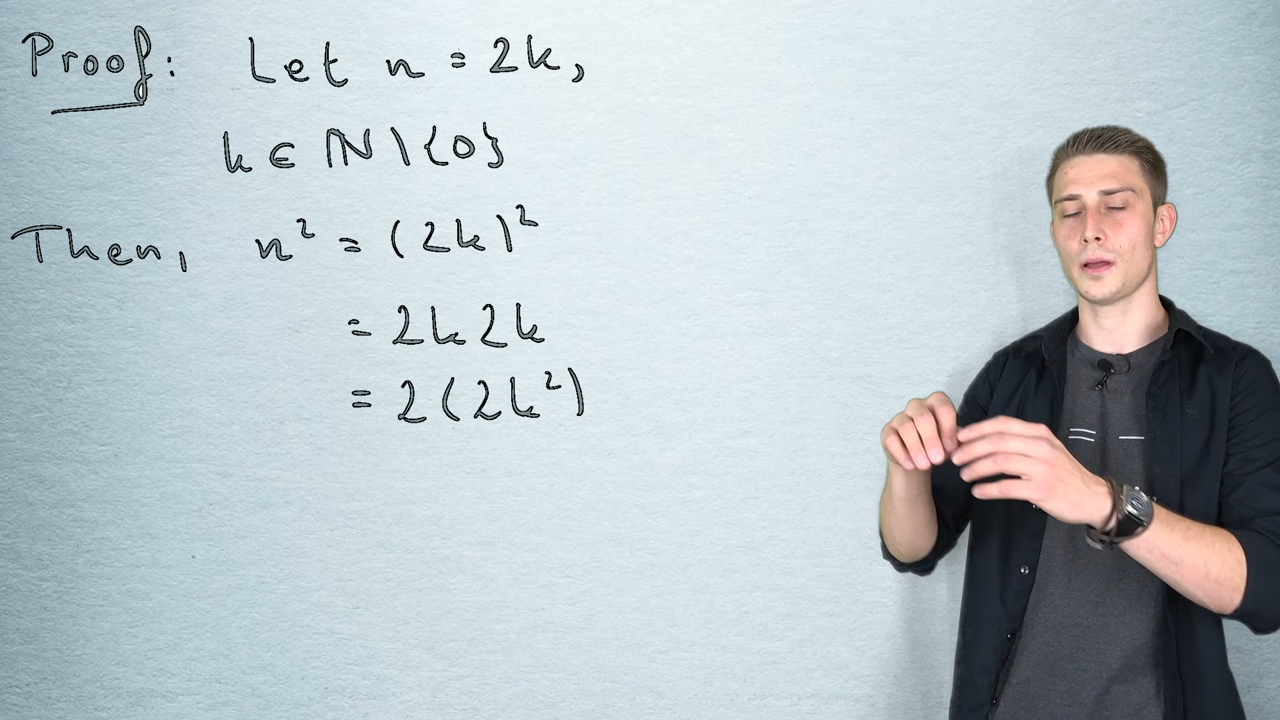 Proof: Let n = 2k,
k ∈ ℕ \ {0}
Then, n² = (2k)²
= 2k2k
= 2(2k²)